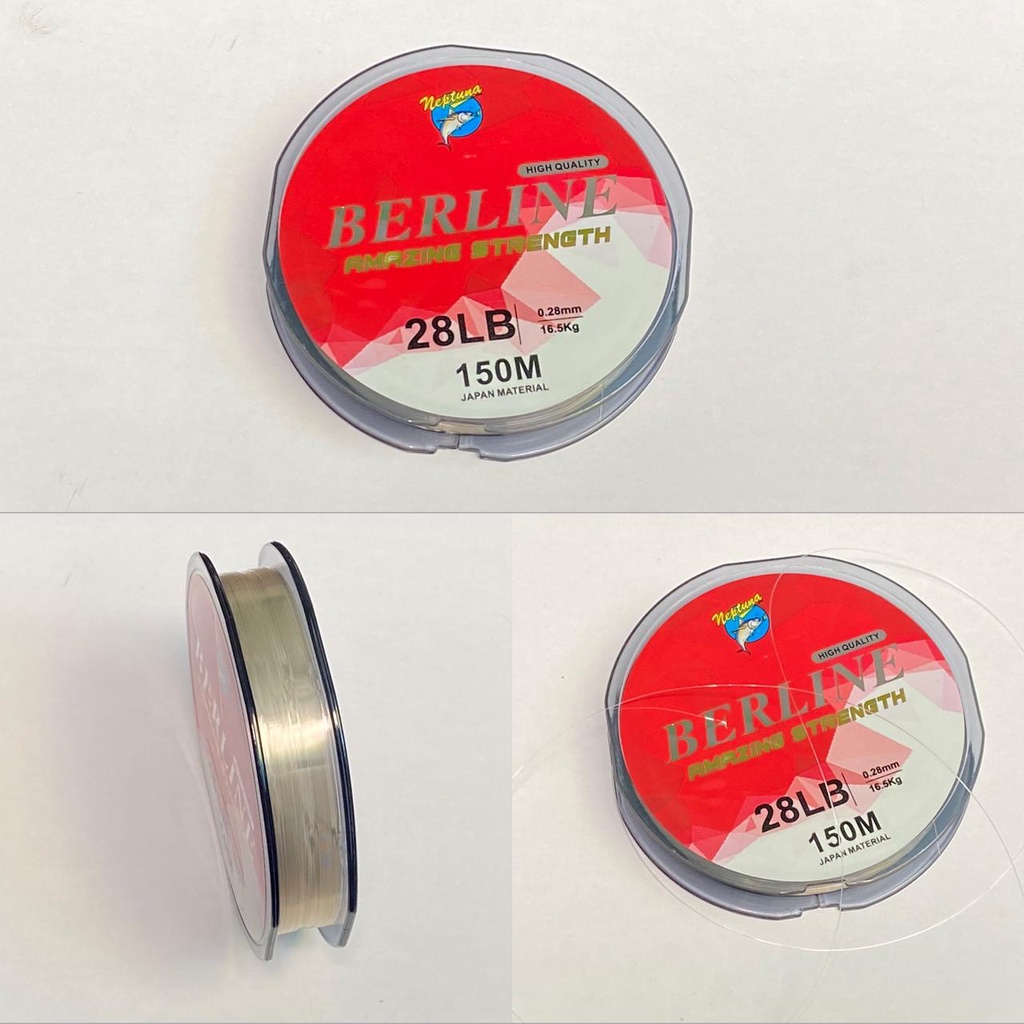 Neptuna
HIGH QUALITY
BERLINE
AMAZING STRENGTH
28LB
0.28mm
16.5Kg
150M
JAPAN MATERIAL
Neptuna
HIGH QUALITY
BERLINE
AMAZING STRENGTH
28LB
0.28mm
16.5Kg
150M
JAPAN MATERIAL